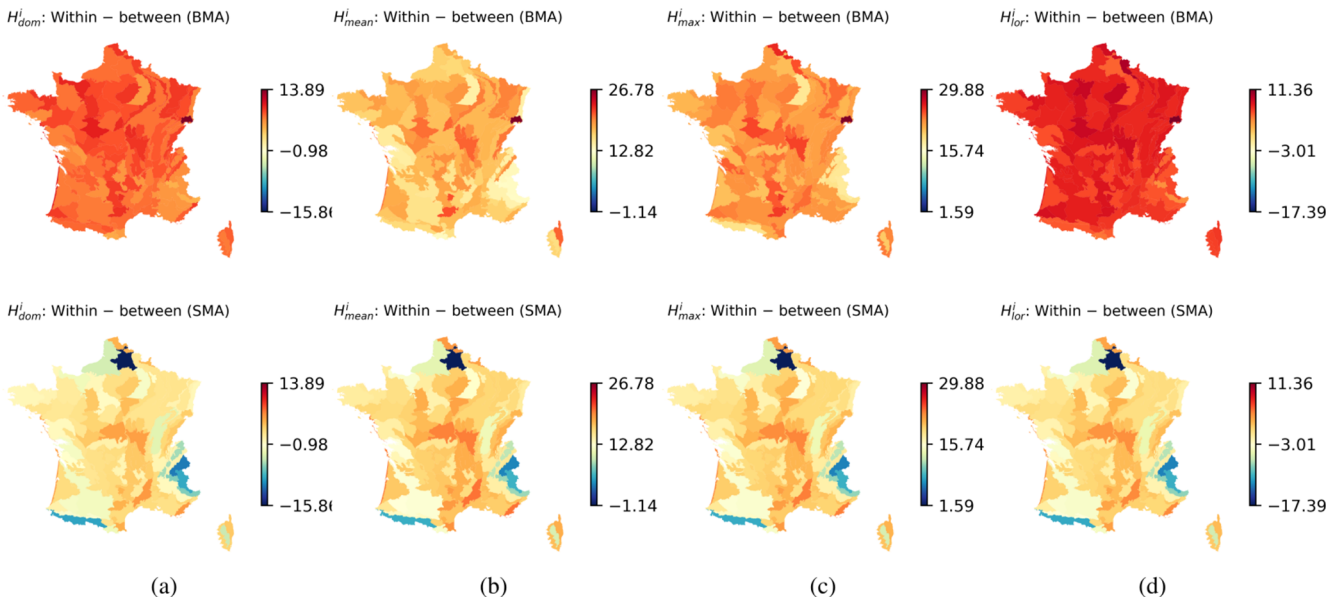 H^i_dom: Within − between (BMA)
H^i_mean: Within − between (BMA)
H^i_max: Within − between (BMA)
H^i_lor: Within − between (BMA)
13.89
−0.98
−15.86
26.78
12.82
−1.14
29.88
15.74
1.59
11.36
−3.01
−17.39
H^i_dom: Within − between (SMA)
H^i_mean: Within − between (SMA)
H^i_max: Within − between (SMA)
H^i_lor: Within − between (SMA)
13.89
−0.98
−15.86
26.78
12.82
−1.14
29.88
15.74
1.59
11.36
−3.01
−17.39
(a)
(b)
(c)
(d)